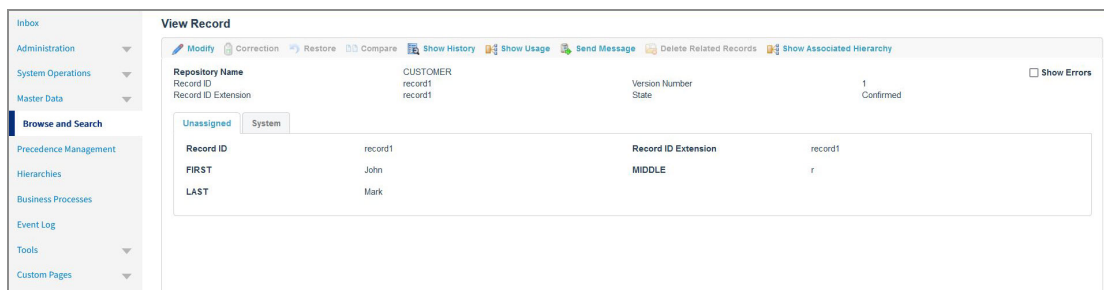 Inbox
Administration
System Operations
Master Data
Browse and Search
Precedence Management
Hierarchies
Business Processes
Event Log
Tools
Custom Pages
View Record
Modify Correction Restore Compare Show History Show Usage Send Message Delete Related Records Show Associated Hierarchy
Repository Name CUSTOMER Show Errors
Record ID record1 Version Number 1
Record ID Extension record1 State Confirmed
Unassigned System
Record ID record1 Record ID Extension record1
FIRST John MIDDLE r
LAST Mark